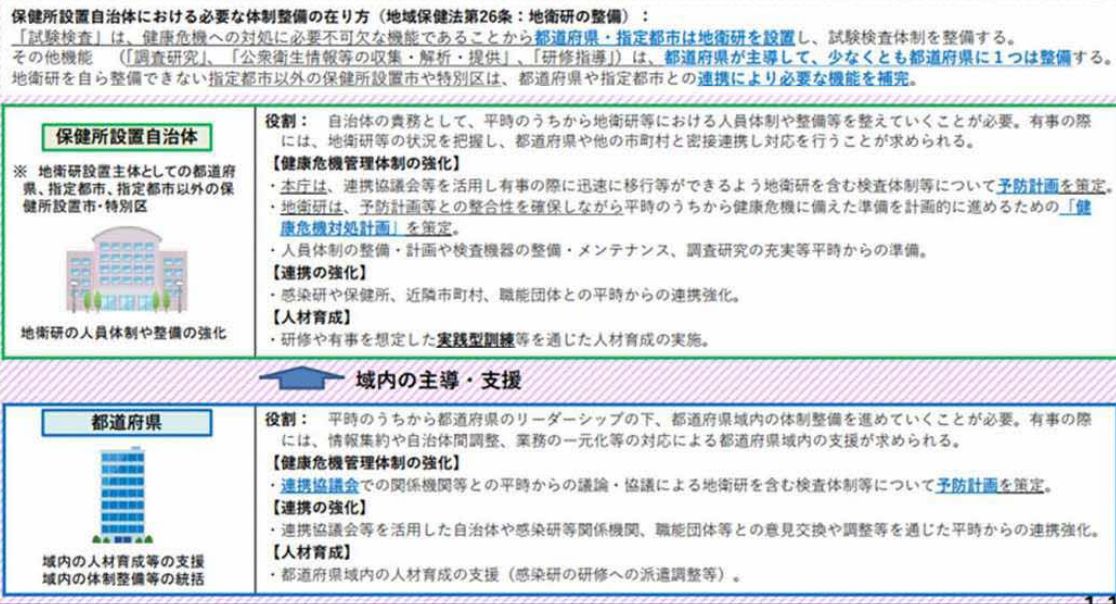 保健所設置自治体における必要な体制整備の在り方（地域保健法第26条：地衛研の整備）：
「試験検査」は、健康危機への対処に必要不可欠な機能であることから都道府県・指定都市は地衛研を設置し、試験検査体制を整備する。
その他機能　（「調査研究」、「公衆衛生情報等の収集・解析・提供」、「研修指導」）は、都道府県が主導して、少なくとも都道府県に１つは整備する。
地衛研を自ら整備できない指定都市以外の保健所設置市や特別区は、都道府県や指定都市との連携により必要な機能を補完。
保健所設置自治体
※　地衛研設置主体としての都道府
県、指定都市、指定都市以外の保
健所設置市・特別区
地衛研の人員体制や整備の強化
役割：　自治体の責務として、平時のうちから地衛研等における人員体制や整備等を整えていくことが必要。有事の際
には、地衛研等の状況を把握し、都道府県や他の市町村と密接連携し対応を行うことが求められる。
【健康危機管理体制の強化】
・本庁は、連携協議会等を活用し有事の際に迅速に移行等ができるよう地衛研を含む検査体制等について予防計画を策定。
・地衛研は、予防計画等との整合性を確保しながら平時のうちから健康危機に備えた準備を計画的に進めるための「健
康危機対処計画」を策定。
・人員体制の整備・計画や検査機器の整備・メンテナンス、調査研究の充実等平時からの準備。
【連携の強化】
・感染研や保健所、近隣市町村、職能団体との平時からの連携強化。
【人材育成】
・研修や有事を想定した実践型訓練等を通じた人材育成の実施。
域内の主導・支援
都道府県
域内の人材育成等の支援
域内の体制整備等の統括
役割：　平時のうちから都道府県のリーダーシップの下、都道府県域内の体制整備を進めていくことが必要。有事の際
には、情報集約や自治体間調整、業務の一元化等の対応による都道府県域内の支援が求められる。
【健康危機管理体制の強化】
・連携協議会での関係機関等との平時からの議論・協議による地衛研を含む検査体制等について予防計画を策定。
【連携の強化】
・連携協議会等を活用した自治体や感染研等関係機関、職能団体等との意見交換や調整等を通じた平時からの連携強化。
【人材育成】
・都道府県域内の人材育成の支援（感染研の研修への派遣調整等）。